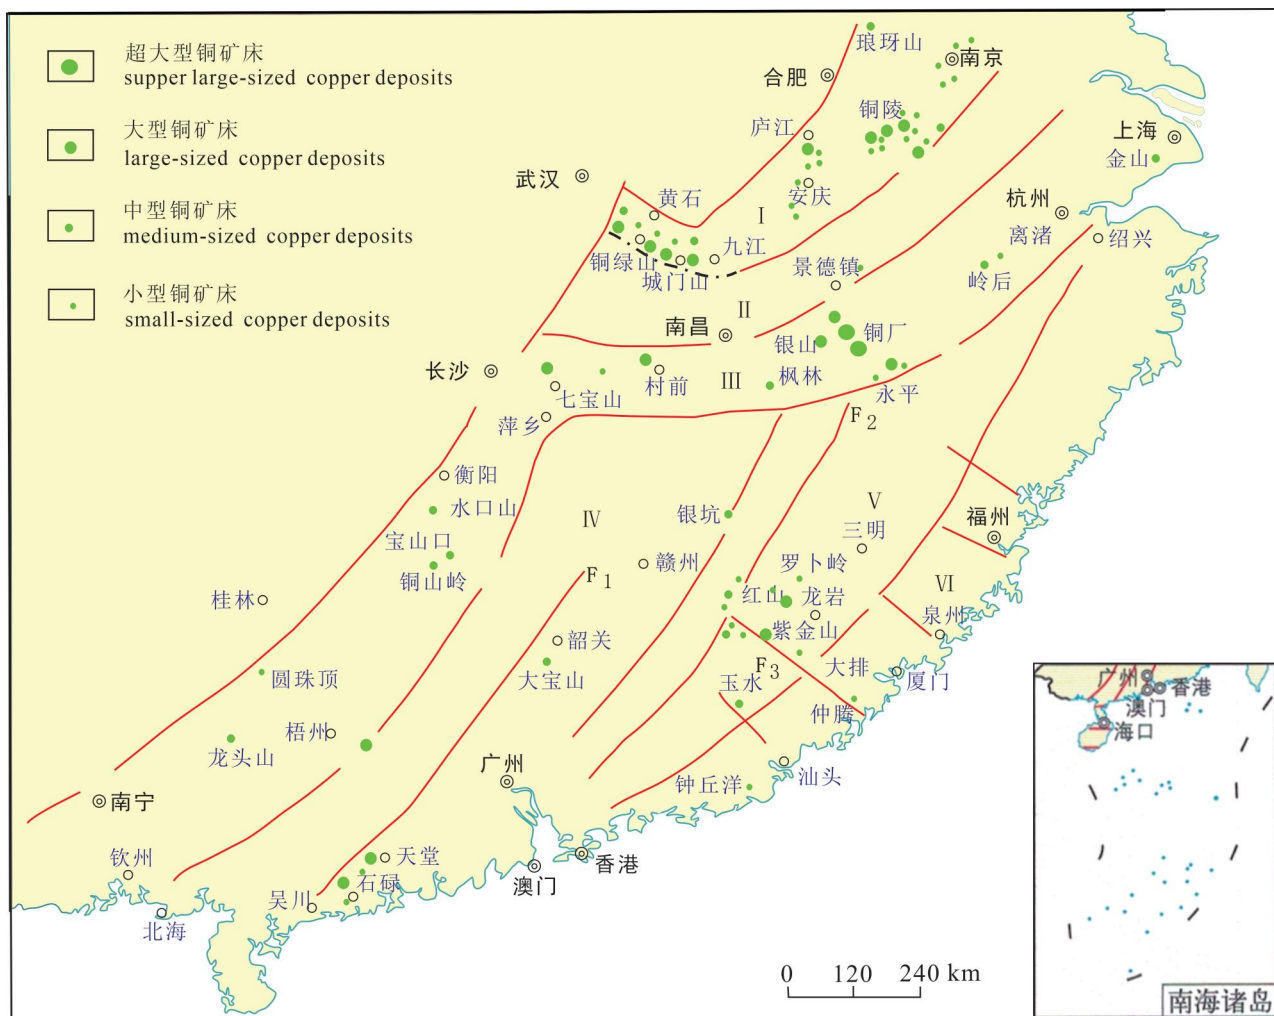 超大型铜矿床
supper large-sized copper deposits
大型铜矿床
large-sized copper deposits
中型铜矿床
medium-sized copper deposits
小型铜矿床
small-sized copper deposits
琅玡山
南京
合肥
铜陵
庐江
上海
金山
武汉
安庆
黄石
杭州
离渚
绍兴
I
九江
铜绿山
城门山
景德镇
岭后
II
南昌
铜厂
银山
长沙
III
枫林
村前
七宝山
永平
萍乡
F2
衡阳
水口山
IV
银坑
V
福州
宝山口
三明
铜山岭
赣州
罗卜岭
F1
红山
龙岩
VI
桂林
泉州
紫金山
韶关
大宝山
F3
大排
厦门
圆珠顶
玉水
仲腾
梧州
龙头山
广州
钟丘洋
汕头
南宁
天堂
香港
钦州
石碌
澳门
吴川
北海
0 120 240 km
广州
香港
澳门
海口
南海诸岛